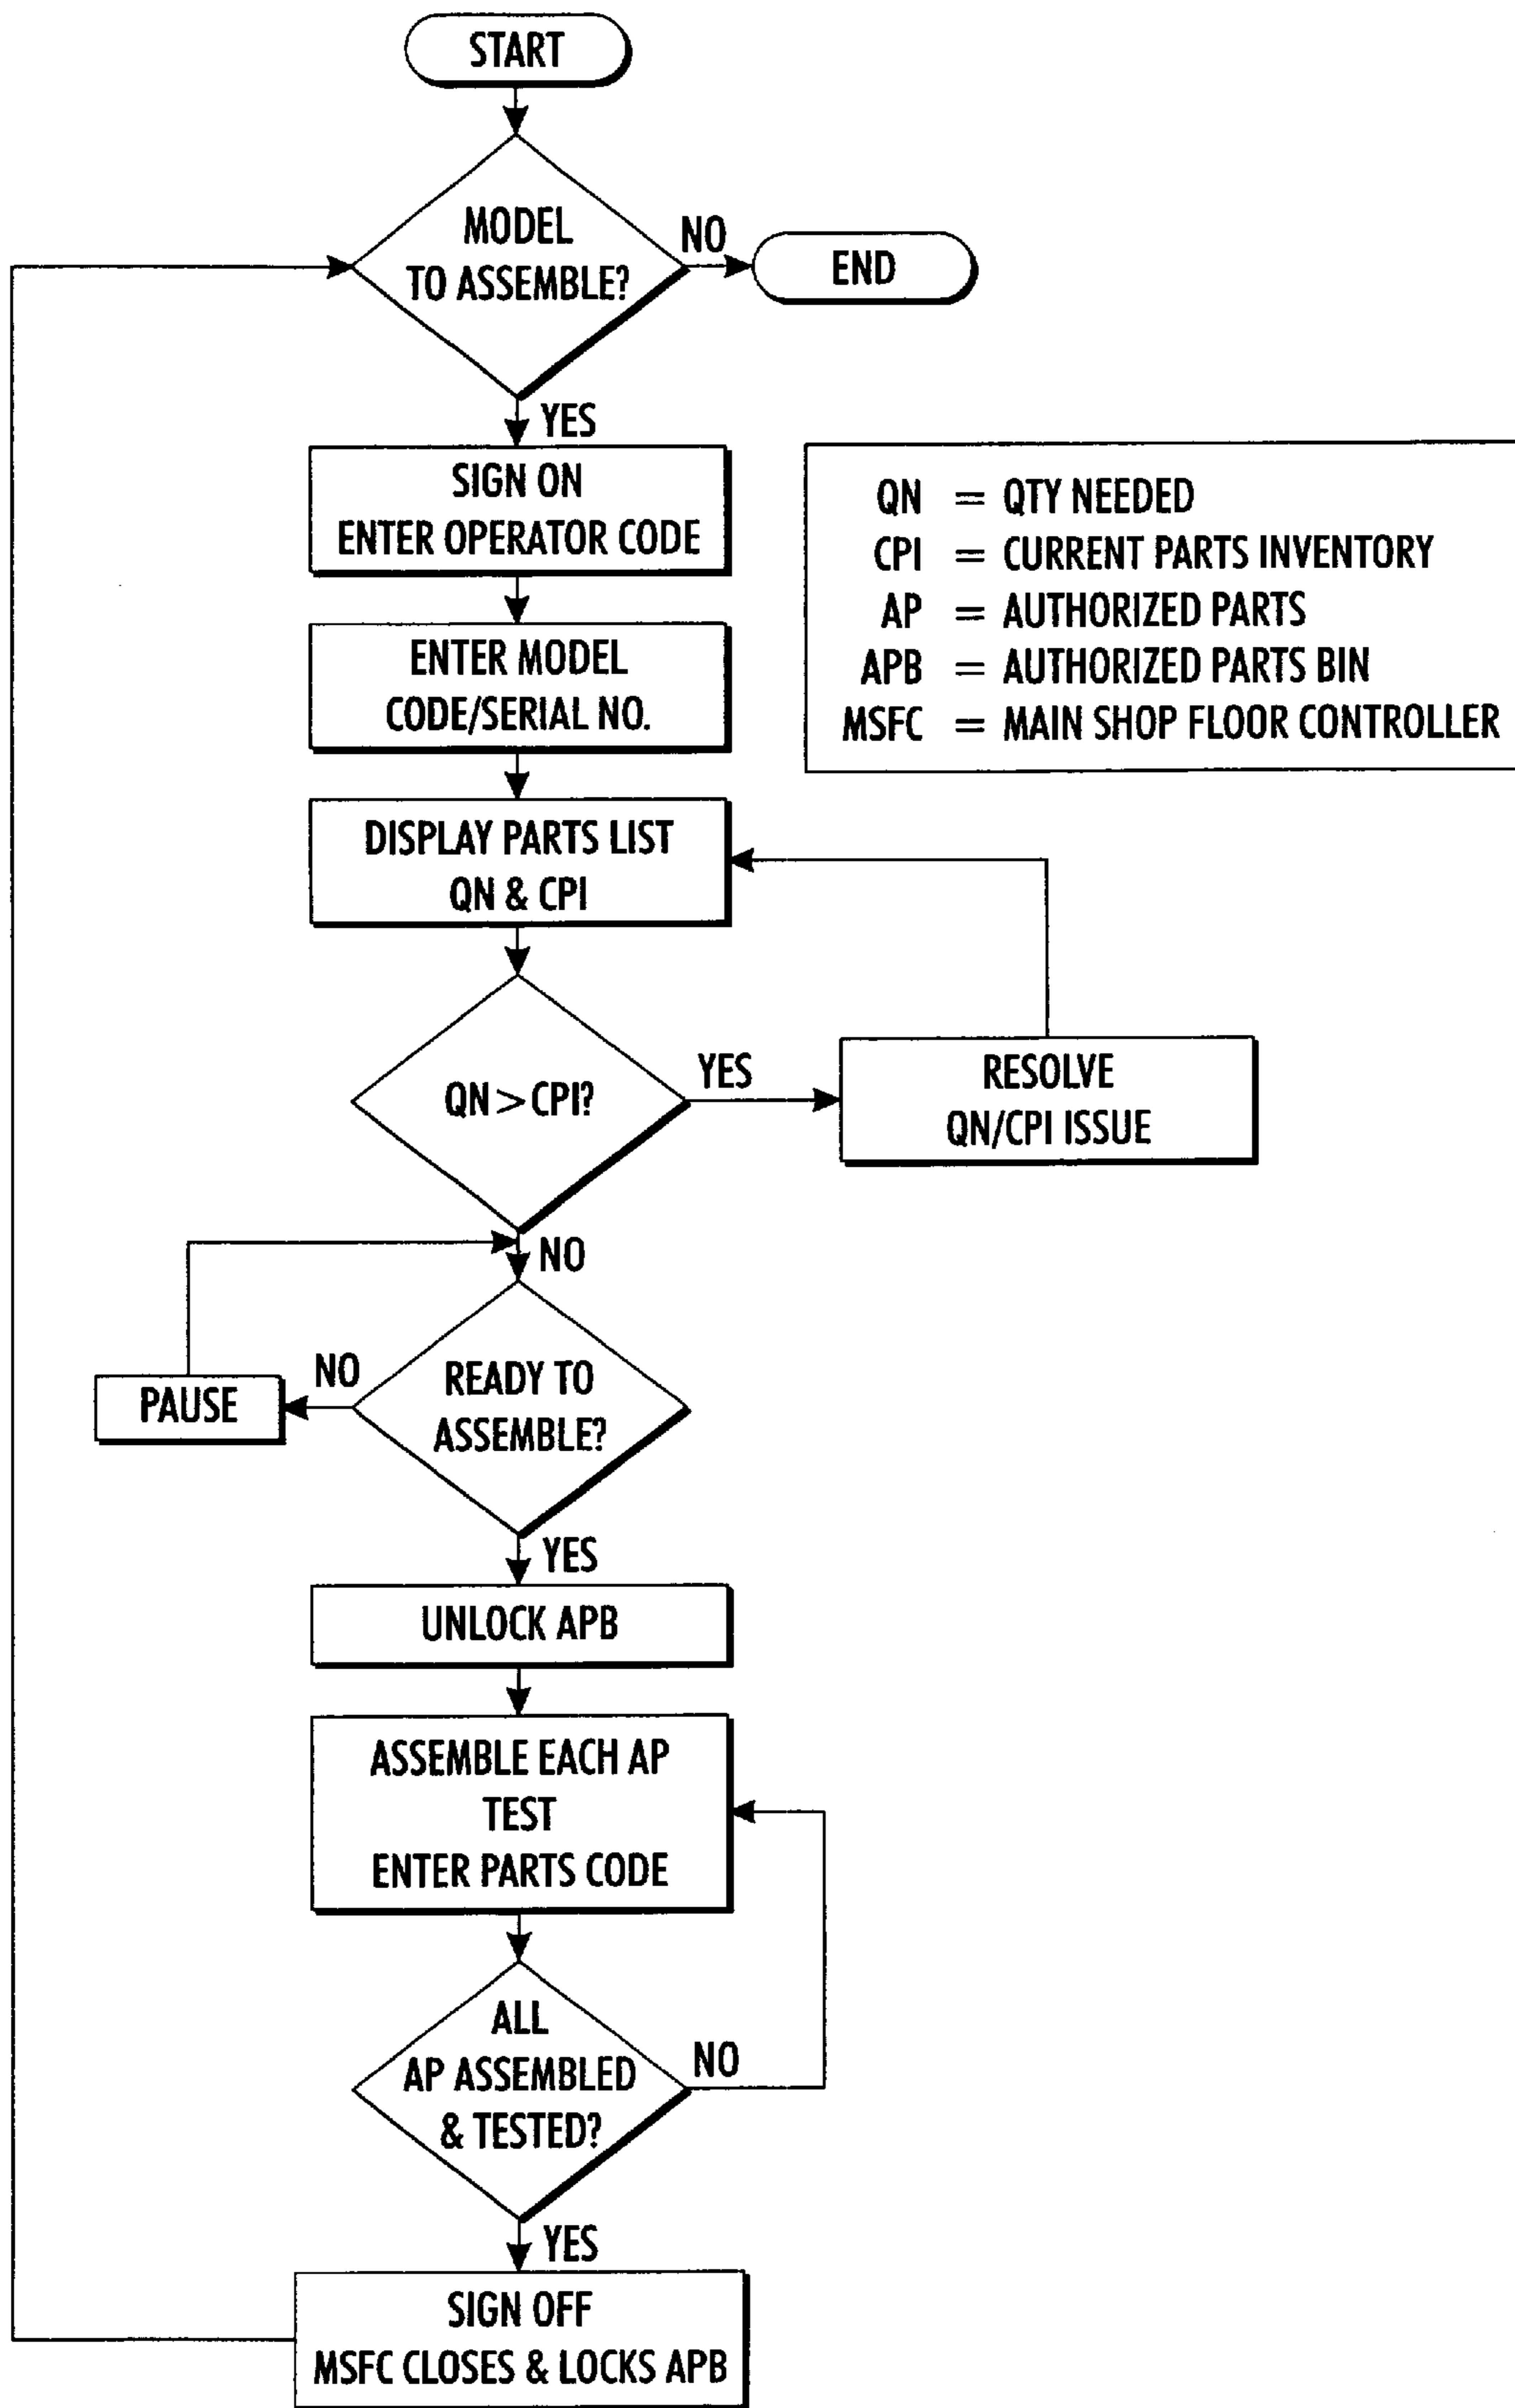 START
MODEL
TO ASSEMBLE?
NO
END
YES
SIGN ON
ENTER OPERATOR CODE
QN = QTY NEEDED
CPI = CURRENT PARTS INVENTORY
AP = AUTHORIZED PARTS
APB = AUTHORIZED PARTS BIN
MSFC = MAIN SHOP FLOOR CONTROLLER
ENTER MODEL
CODE/SERIAL NO.
DISPLAY PARTS LIST
QN & CPI
QN > CPI?
YES
RESOLVE
QN/CPI ISSUE
NO
READY TO
ASSEMBLE?
NO
PAUSE
YES
UNLOCK APB
ASSEMBLE EACH AP
TEST
ENTER PARTS CODE
ALL
AP ASSEMBLED
& TESTED?
NO
YES
SIGN OFF
MSFC CLOSES & LOCKS APB